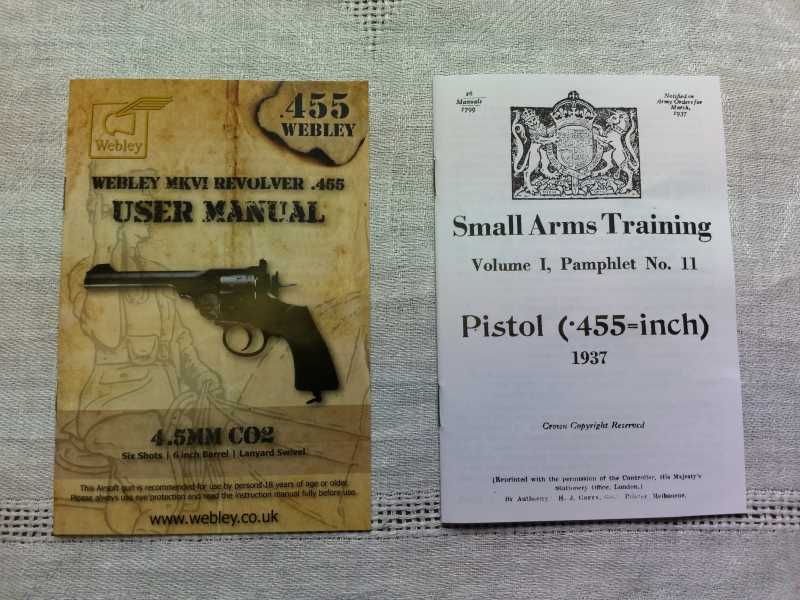 Webley
.455
WEBLEY
WEBLEY MKVI REVOLVER .455
USER MANUAL
4.5MM CO2
Six Shots | 6 inch Barrel | Lanyard Swivel
This Airsoft gun is recommended for use by persons 18 years of age or older.
Please always use eye protection and read the instruction manual fully before use.
www.webley.co.uk
26
Manuals
1799
Notified in
Army Orders for
March,
1937
Small Arms Training
Volume I, Pamphlet No. 11
Pistol (·455=inch)
1937
Crown Copyright Reserved
(Reprinted with the permission of the Controller, His Majesty's
Stationery Office, London.)
By Authority H. J. Green, Printer Melbourne.